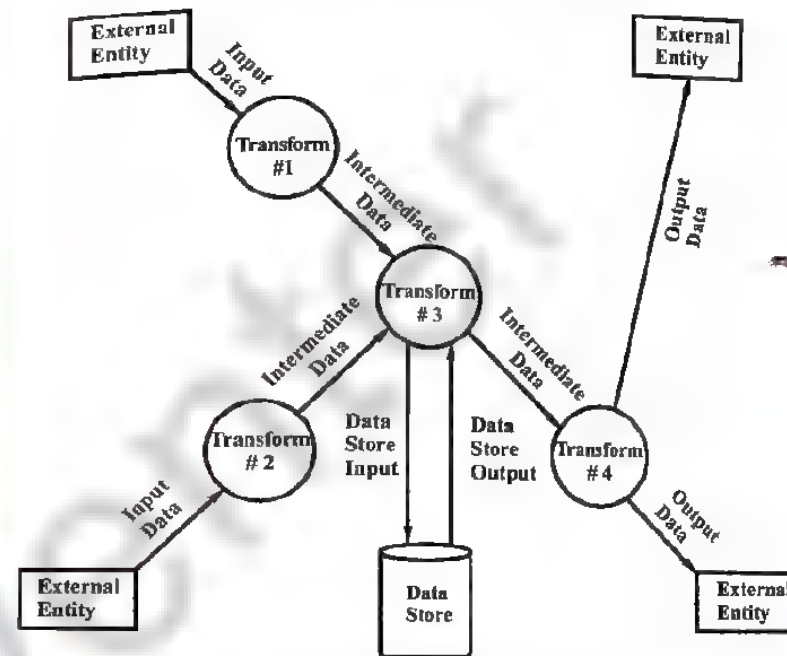 External
Entity
Input
Data
Transform
#1
Intermediate
Data
External
Entity
Output
Data
Transform
# 3
Intermediate
Data
Transform
# 2
Input
Data
External
Entity
Data
Store
Input
Data
Store
Output
Intermediate
Data
Transform
# 4
Output
Data
Data
Store
External
Entity